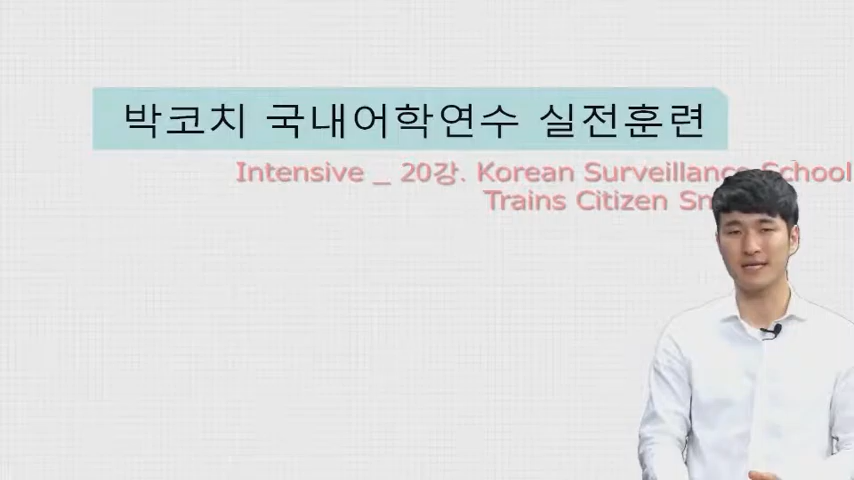 박코치 국내어학연수 실전훈련
Intensive _ 20강. Korean Surveillance School
Trains Citizen